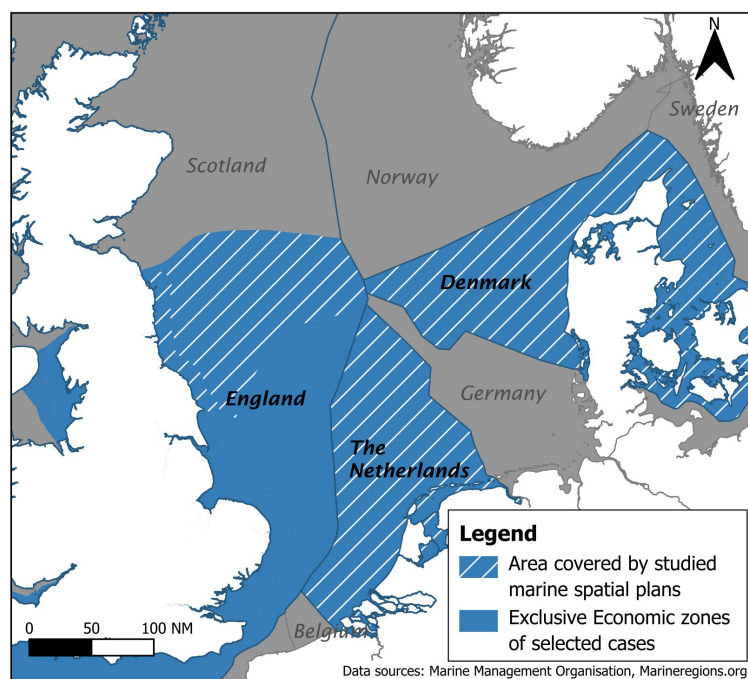 N
Sweden
Scotland
Norway
Denmark
England
Germany
The
Netherlands
Legend
Area covered by studied
marine spatial plans
Exclusive Economic zones
of selected cases
0 50 100 NM
Belgium
Data sources: Marine Management Organisation, Marineregions.org